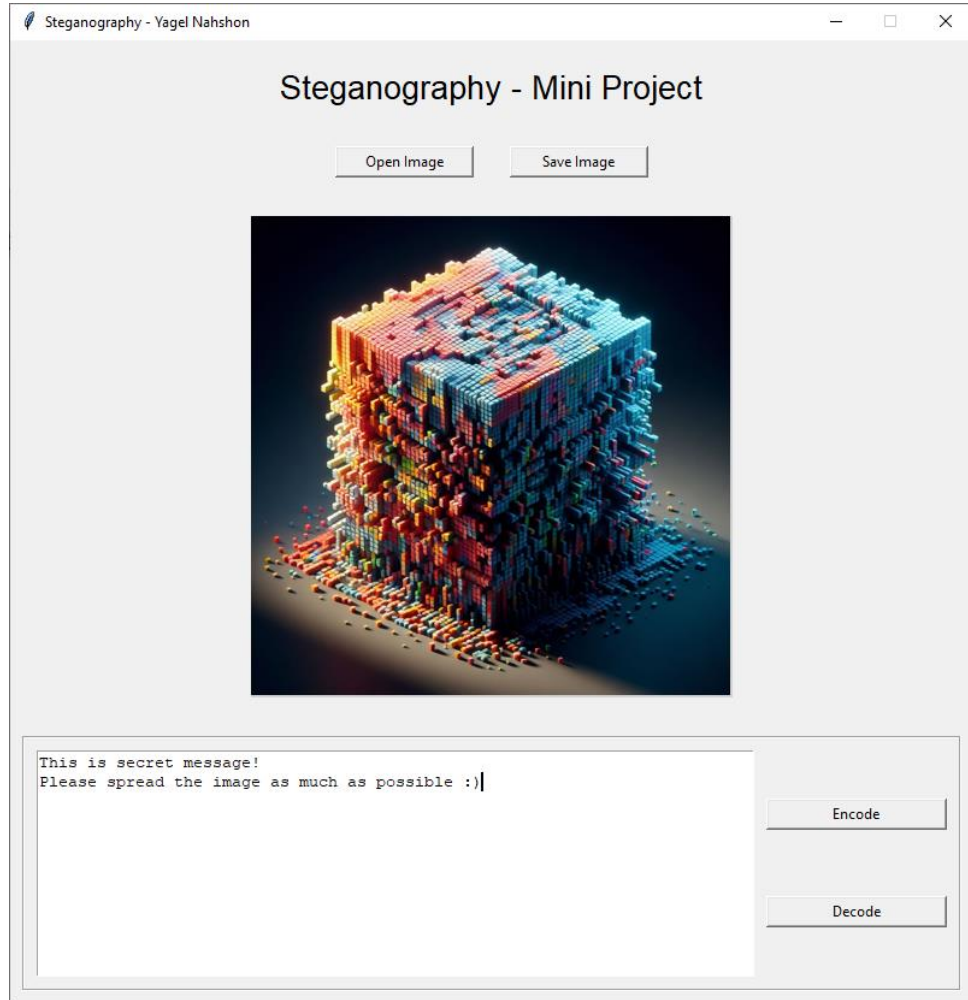 Steganography - Yagel Nahshon
Steganography - Mini Project
Open Image
Save Image
This is secret message!
Please spread the image as much as possible :)
Encode
Decode